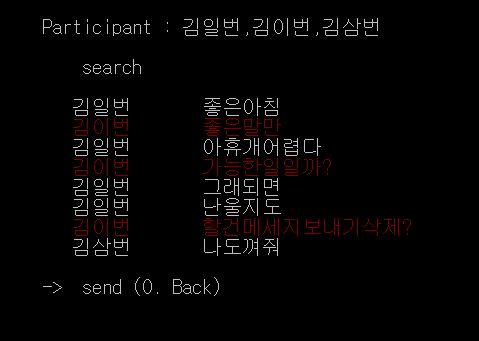 Participant : 김일번,김이번,김삼번
search
김일번 좋은아침
김이번 좋은말만
김일번 아휴개어렵다
김이번 가능한일일까?
김일번 그래되면
김일번 난울지도
김이번 할건메세지보내기삭제?
김삼번 나도껴줘
-> send (0. Back)